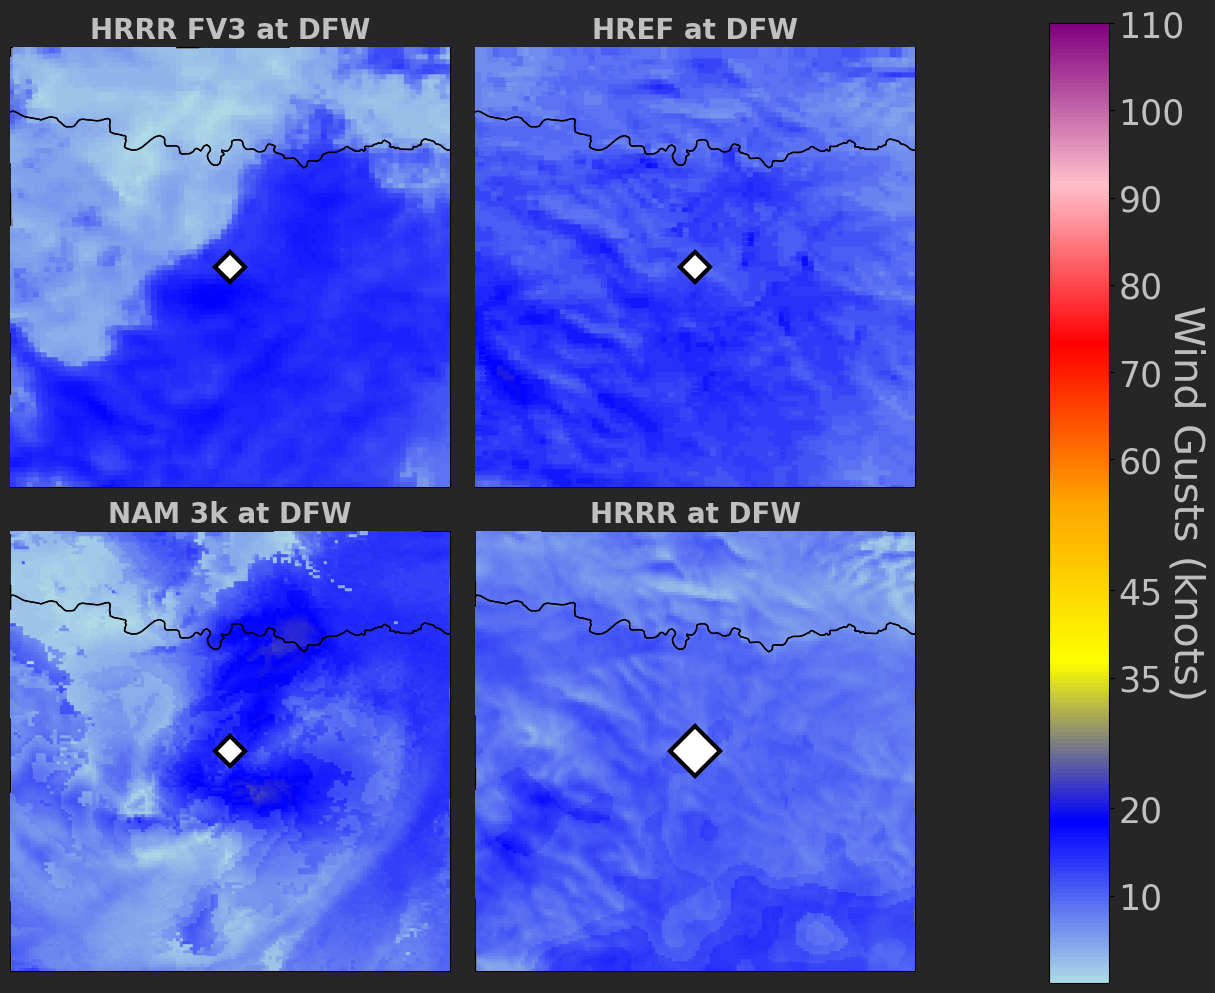 HRRR FV3 at DFW
HREF at DFW
NAM 3k at DFW
HRRR at DFW
110
100
90
80
70
60
45
35
20
10
Wind Gusts (knots)